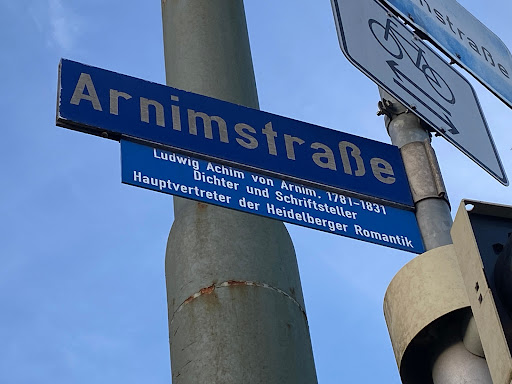 Arnimstraße
Ludwig Achim von Arnim, 1781-1831
Dichter und Schriftsteller
Hauptvertreter der Heidelberger Romantik